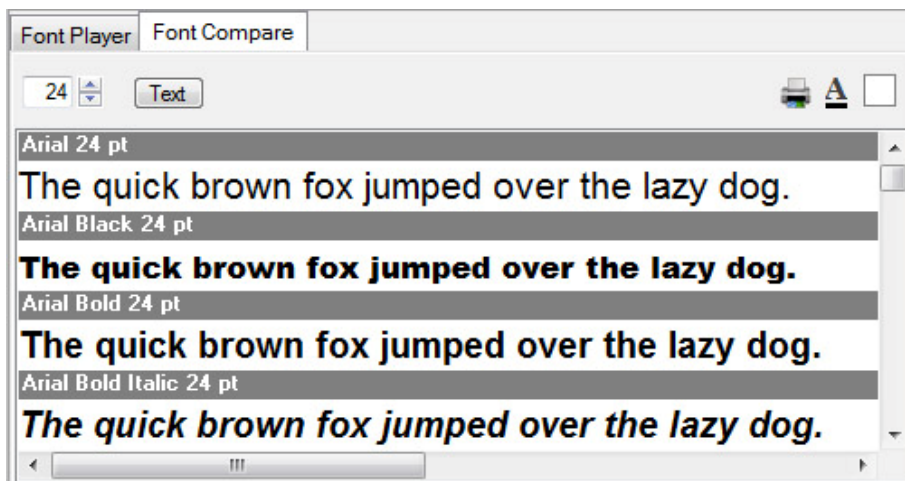 Font Player Font Compare
24 Text A
Arial 24 pt
The quick brown fox jumped over the lazy dog.
Arial Black 24 pt
The quick brown fox jumped over the lazy dog.
Arial Bold 24 pt
The quick brown fox jumped over the lazy dog.
Arial Bold Italic 24 pt
The quick brown fox jumped over the lazy dog.